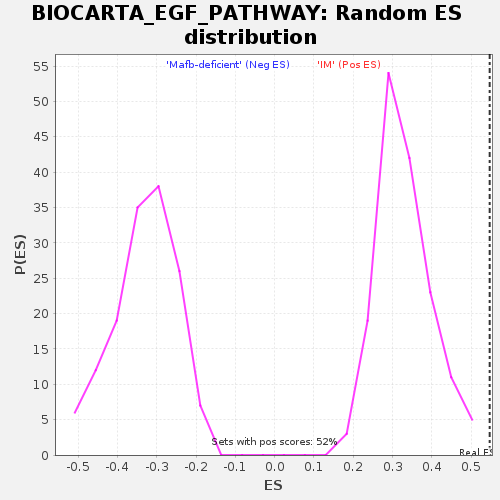 BIOCARTA_EGF_PATHWAY: Random ES
distribution
'Mafb-deficient' (Neg ES) 'IM' (Pos ES)
P(ES)
55
50
45
40
35
30
25
20
15
10
5
0
Sets with pos scores: 52%
Real E
-0.5 -0.4 -0.3 -0.2 -0.1 0.0 0.1 0.2 0.3 0.4 0.5
ES